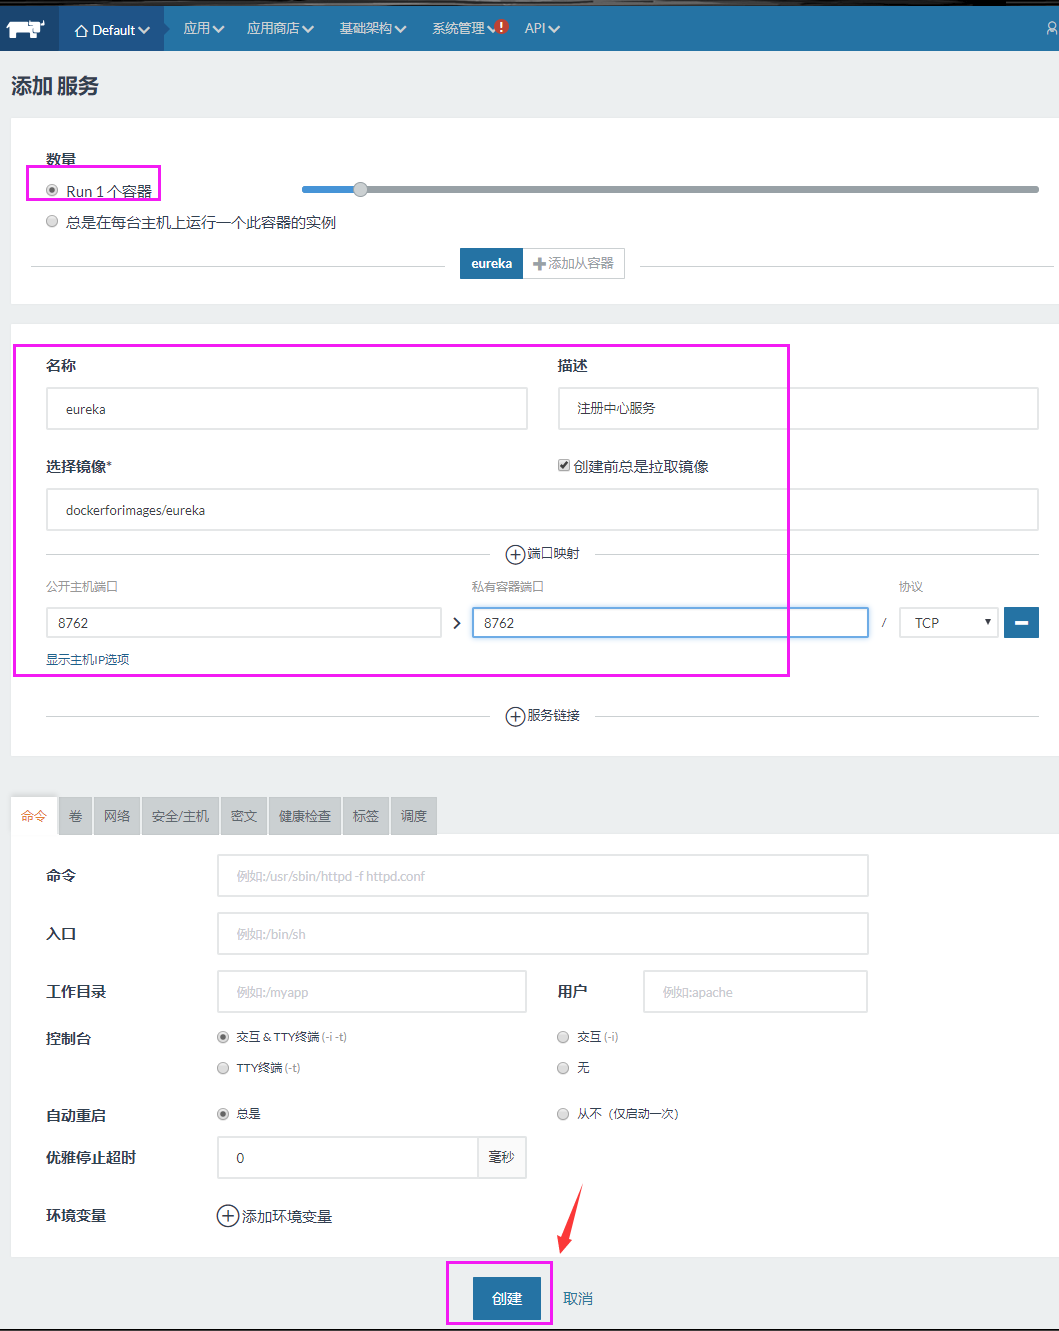 Default 应用 应用商店 基础架构 系统管理 ! API
添加 服务
数量
Run 1 个容器
总是在每台主机上运行一个此容器的实例
eureka 添加从容器
名称 描述
eureka 注册中心服务
选择镜像* 创建前总是拉取镜像
dockerforimages/eureka
端口映射
公开主机端口 私有容器端口 协议
8762 8762 / TCP
显示主机IP选项
服务链接
命令 卷 网络 安全/主机 密文 健康检查 标签 调度
命令 例如:/usr/sbin/httpd -f httpd.conf
入口 例如:/bin/sh
工作目录 例如:/myapp 用户 例如:apache
控制台 交互 & TTY终端 (-i -t) 交互 (-i)
TTY终端 (-t) 无
自动重启 总是 从不（仅启动一次）
优雅停止超时 0 毫秒
环境变量 添加环境变量
创建 取消